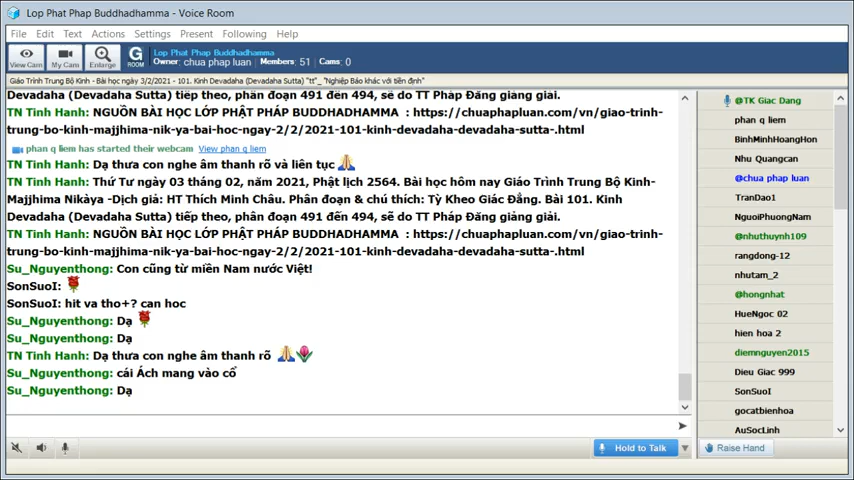 Lop Phat Phap Buddhadhamma - Voice Room
File Edit Text Actions Settings Present Following Help
View Cam My Cam Enlarge G ROOM
Lop Phat Phap Buddhadhamma
Owner: chua phap luan Members: 51 Cams: 0
Giáo Trình Trung Bộ Kinh - Bài học ngày 3/2/2021 - 101. Kinh Devadaha (Devadaha Sutta) "tt"_ "Nghiệp Báo khác với tiền định"
Devadaha (Devadaha Sutta) tiếp theo, phân đoạn 491 đến 494, sẽ do TT Pháp Đăng giảng giải.
TN Tinh Hanh: NGUỒN BÀI HỌC LỚP PHẬT PHÁP BUDDHADHAMMA : https://chuaphapluan.com/vn/giao-trinh-
trung-bo-kinh-majjhima-nik-ya-bai-hoc-ngay-2/2/2021-101-kinh-devadaha-devadaha-sutta-.html
phan q liem has started their webcam View phan q liem
TN Tinh Hanh: Dạ thưa con nghe âm thanh rõ và liên tục
TN Tinh Hanh: Thứ Tư ngày 03 tháng 02, năm 2021, Phật lịch 2564. Bài học hôm nay Giáo Trình Trung Bộ Kinh-
Majjhima Nikàya -Dịch giả: HT Thích Minh Châu. Phân đoạn & chú thích: Tỳ Kheo Giác Đẳng. Bài 101. Kinh
Devadaha (Devadaha Sutta) tiếp theo, phân đoạn 491 đến 494, sẽ do TT Pháp Đăng giảng giải.
TN Tinh Hanh: NGUỒN BÀI HỌC LỚP PHẬT PHÁP BUDDHADHAMMA : https://chuaphapluan.com/vn/giao-trinh-
trung-bo-kinh-majjhima-nik-ya-bai-hoc-ngay-2/2/2021-101-kinh-devadaha-devadaha-sutta-.html
Su_Nguyenthong: Con cũng từ miền Nam nước Việt!
SonSuoI:
SonSuoI: hit va tho+? can hoc
Su_Nguyenthong: Dạ
Su_Nguyenthong: Dạ
TN Tinh Hanh: Dạ thưa con nghe âm thanh rõ
Su_Nguyenthong: cái Ách mang vào cổ
Su_Nguyenthong: Dạ
Hold to Talk
@TK Giac Dang
phan q liem
BinhMinhHoangHon
Nhu Quangcan
@chua phap luan
TranDao1
NguoiPhuongNam
@nhuthuynh109
rangdong-12
nhutam_2
@hongnhat
HueNgoc 02
hien hoa 2
diemnguyen2015
Dieu Giac 999
SonSuoI
gocatbienhoa
AuSocLinh
Raise Hand